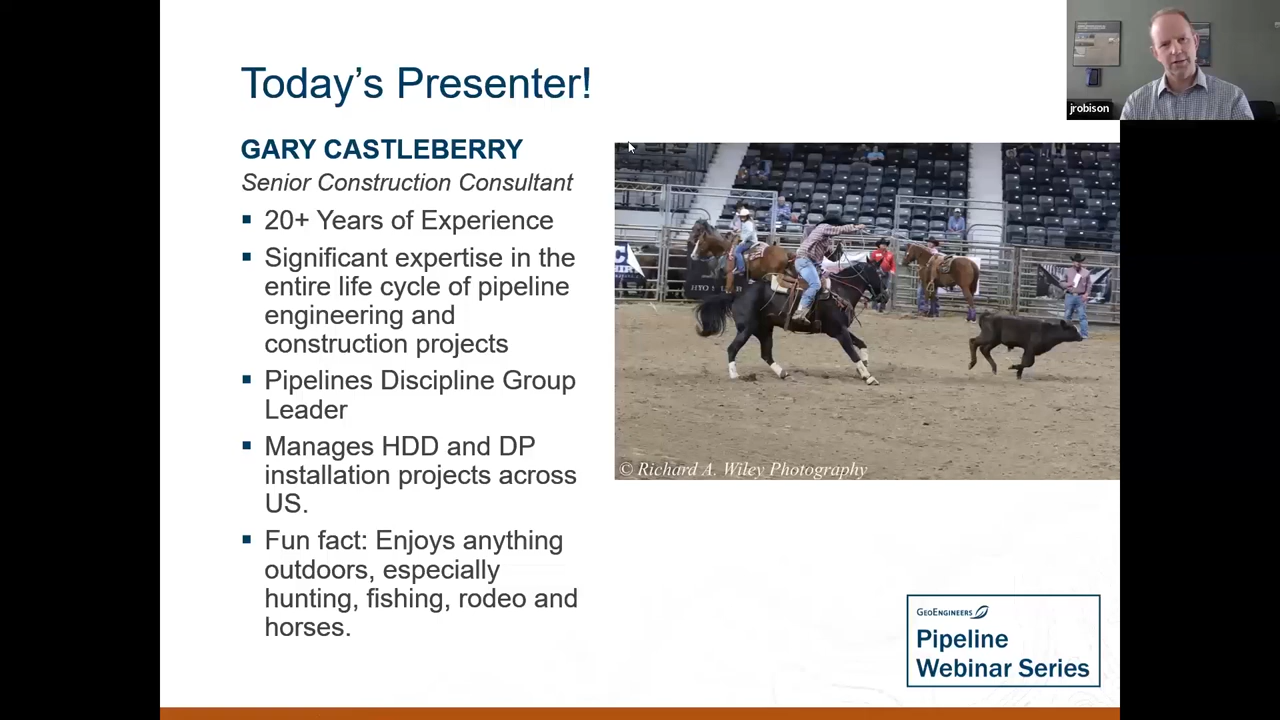 Today's Presenter!
GARY CASTLEBERRY
Senior Construction Consultant
▪ 20+ Years of Experience
▪ Significant expertise in the
entire life cycle of pipeline
engineering and
construction projects
▪ Pipelines Discipline Group
Leader
▪ Manages HDD and DP
installation projects across
US.
▪ Fun fact: Enjoys anything
outdoors, especially
hunting, fishing, rodeo and
horses.
© Richard A. Wiley Photography
jrobison
GEOENGINEERS
Pipeline
Webinar Series